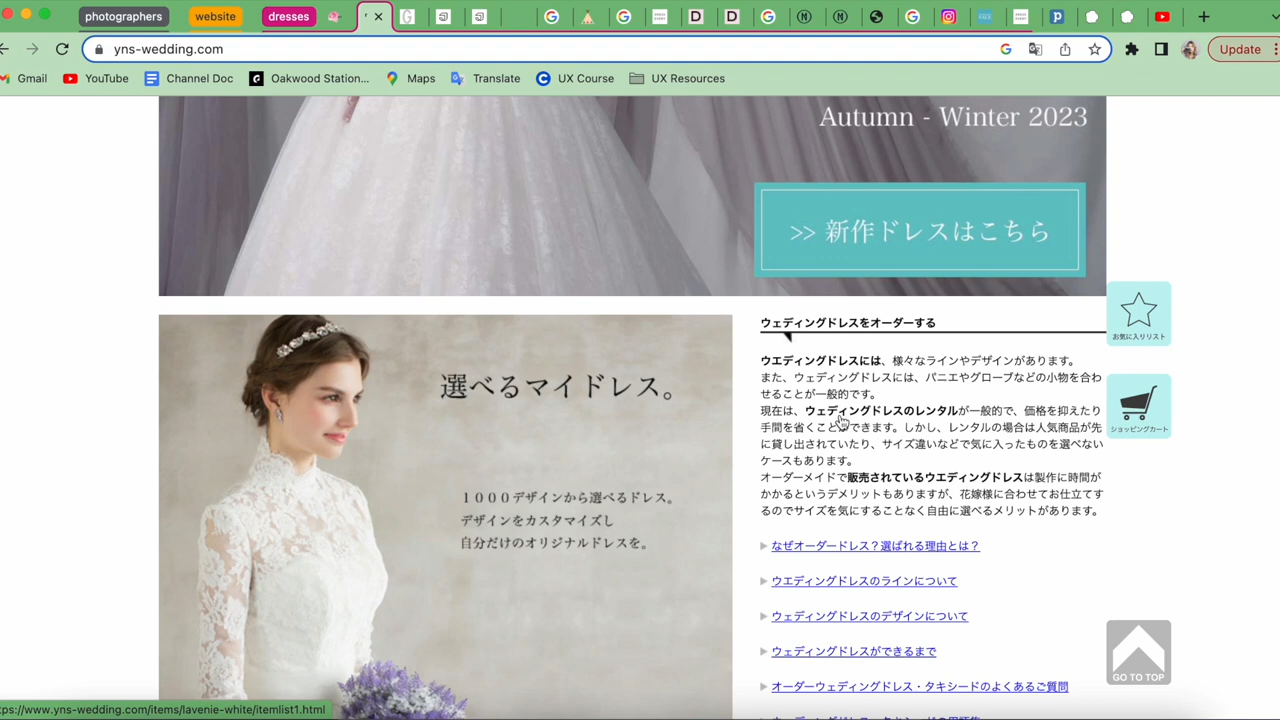 photographers
website
dresses
Update
yns-wedding.com
Gmail
YouTube
Channel Doc
Oakwood Station...
Maps
Translate
UX Course
UX Resources
Autumn - Winter 2023
>> 新作ドレスはこちら
選べるマイドレス。
１０００デザインから選べるドレス。
デザインをカスタマイズし
自分だけのオリジナルドレスを。
ウェディングドレスをオーダーする
ウエディングドレスには、様々なラインやデザインがあります。
また、ウェディングドレスには、パニエやグローブなどの小物を合わ
せることが一般的です。
現在は、ウェディングドレスのレンタルが一般的で、価格を抑えたり
手間を省くことができます。しかし、レンタルの場合は人気商品が先
に貸し出されていたり、サイズ違いなどで気に入ったものを選べない
ケースもあります。
オーダーメイドで販売されているウエディングドレスは製作に時間が
かかるというデメリットもありますが、花嫁様に合わせてお仕立てす
るのでサイズを気にすることなく自由に選べるメリットがあります。
なぜオーダードレス？選ばれる理由とは？
ウエディングドレスのラインについて
ウェディングドレスのデザインについて
ウェディングドレスができるまで
オーダーウェディングドレス・タキシードのよくあるご質問
お気に入りリスト
ショッピングカート
GO TO TOP
ps://www.yns-wedding.com/items/lavenie-white/itemlist1.html